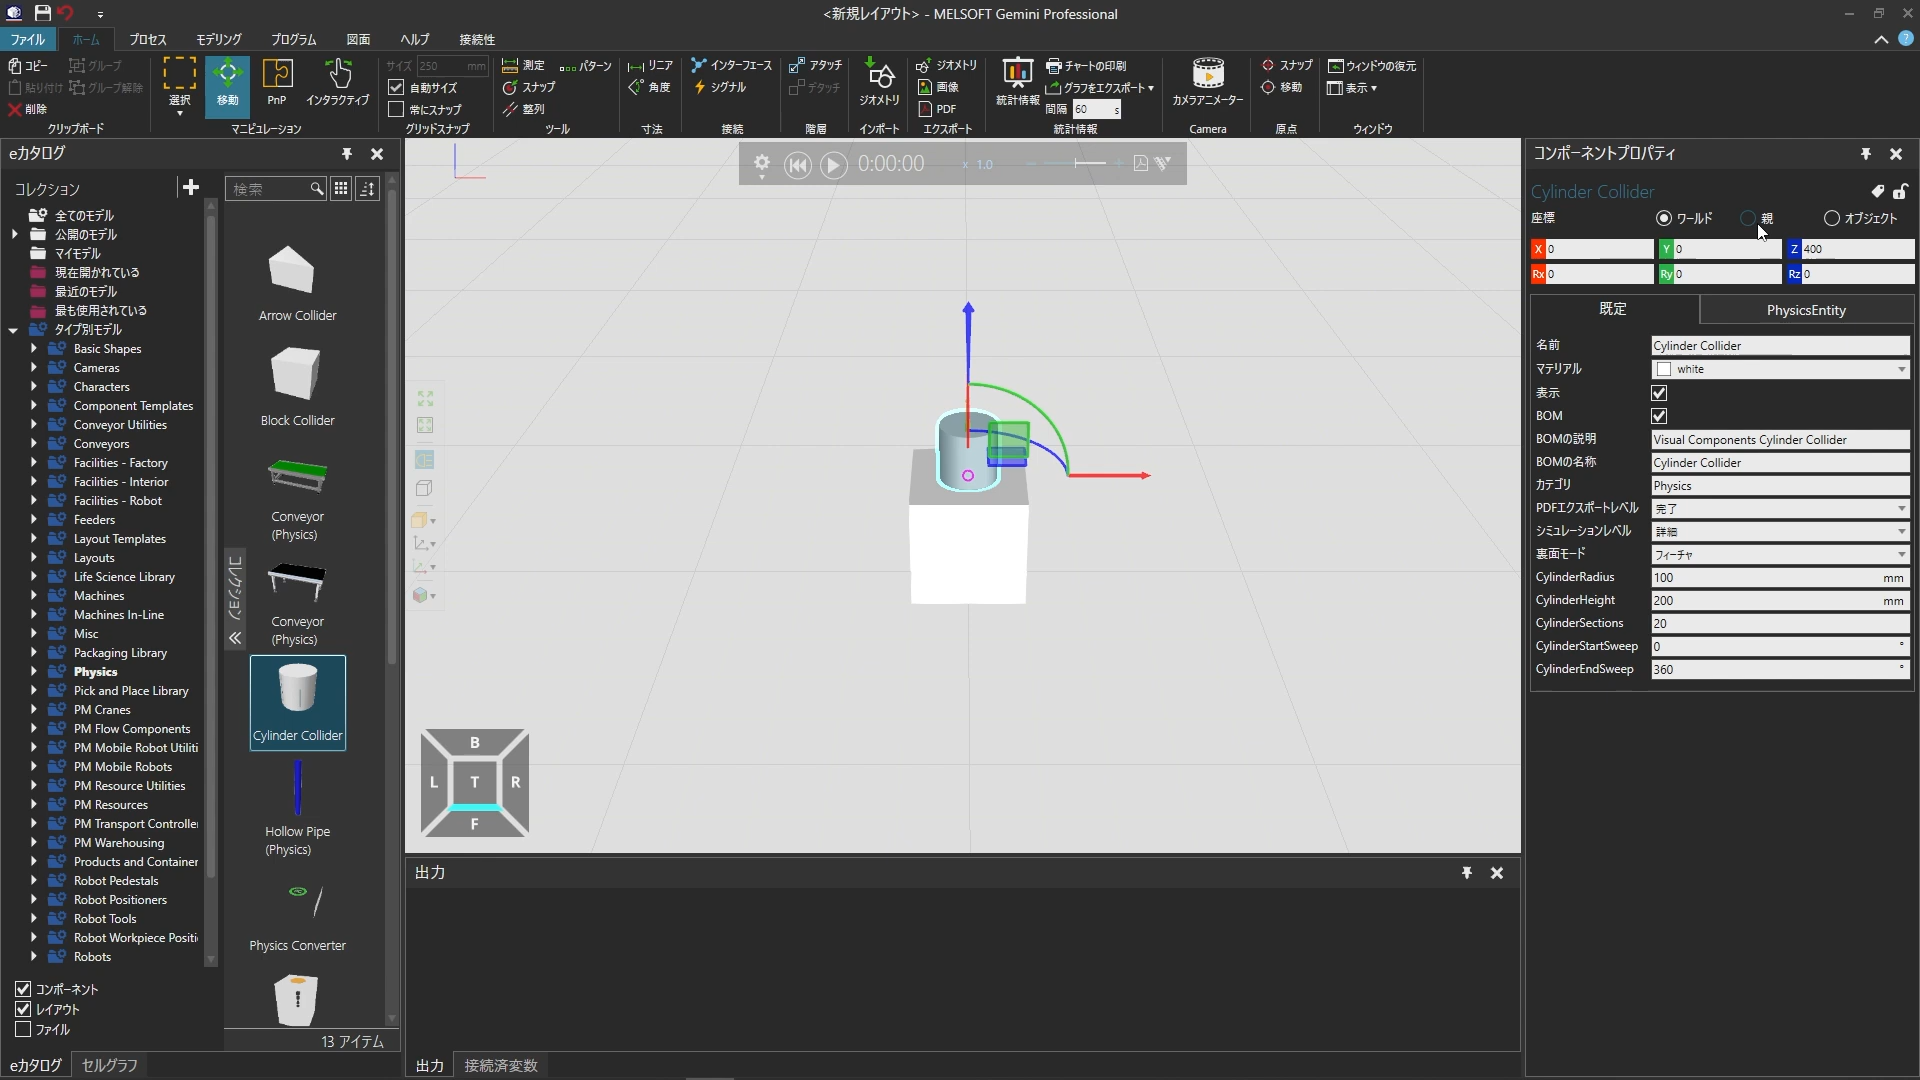 <新規レイアウト> - MELSOFT Gemini Professional
ファイル ホーム プロセス モデリング プログラム 図面 ヘルプ 接続性
コピー グループ サイズ 250 mm 測定 パターン リニア インターフェース アタッチ ジオメトリ チャートの印刷 スナップ ウィンドウの復元
貼り付け グループ解除 選択 移動 PnP インタラクティブ 自動サイズ スナップ 角度 シグナル デタッチ ジオメトリ 画像 統計情報 グラフをエクスポート カメラアニメーター 移動 表示
削除 常にスナップ 整列 PDF 間隔 60 s
クリップボード マニピュレーション グリッドスナップ ツール 寸法 接続 階層 インポート エクスポート 統計情報 Camera 原点 ウィンドウ
eカタログ
コレクション
検索
全てのモデル
公開のモデル
マイモデル
現在開かれている
最近のモデル
最も使用されている
タイプ別モデル
Basic Shapes
Cameras
Characters
Component Templates
Conveyor Utilities
Conveyors
Facilities - Factory
Facilities - Interior
Facilities - Robot
Feeders
Layout Templates
Layouts
Life Science Library
Machines
Machines In-Line
Misc
Packaging Library
Physics
Pick and Place Library
PM Cranes
PM Flow Components
PM Mobile Robot Utiliti
PM Mobile Robots
PM Resource Utilities
PM Resources
PM Transport Controlle
PM Warehousing
Products and Container
Robot Pedestals
Robot Positioners
Robot Tools
Robot Workpiece Positi
Robots
コンポーネント
レイアウト
ファイル
コレクション
Arrow Collider
Block Collider
Conveyor
(Physics)
Conveyor
(Physics)
Cylinder Collider
Hollow Pipe
(Physics)
Physics Converter
13 アイテム
eカタログ セルグラフ
0:00:00 x 1.0
B
L T R
F
出力
出力 接続済変数
コンポーネントプロパティ
Cylinder Collider
座標 ワールド 親 オブジェクト
X 0 Y 0 Z 400
Rx 0 Ry 0 Rz 0
既定 PhysicsEntity
名前 Cylinder Collider
マテリアル white
表示
BOM
BOMの説明 Visual Components Cylinder Collider
BOMの名称 Cylinder Collider
カテゴリ Physics
PDFエクスポートレベル 完了
シミュレーションレベル 詳細
裏面モード フィーチャ
CylinderRadius 100 mm
CylinderHeight 200 mm
CylinderSections 20
CylinderStartSweep 0 °
CylinderEndSweep 360 °